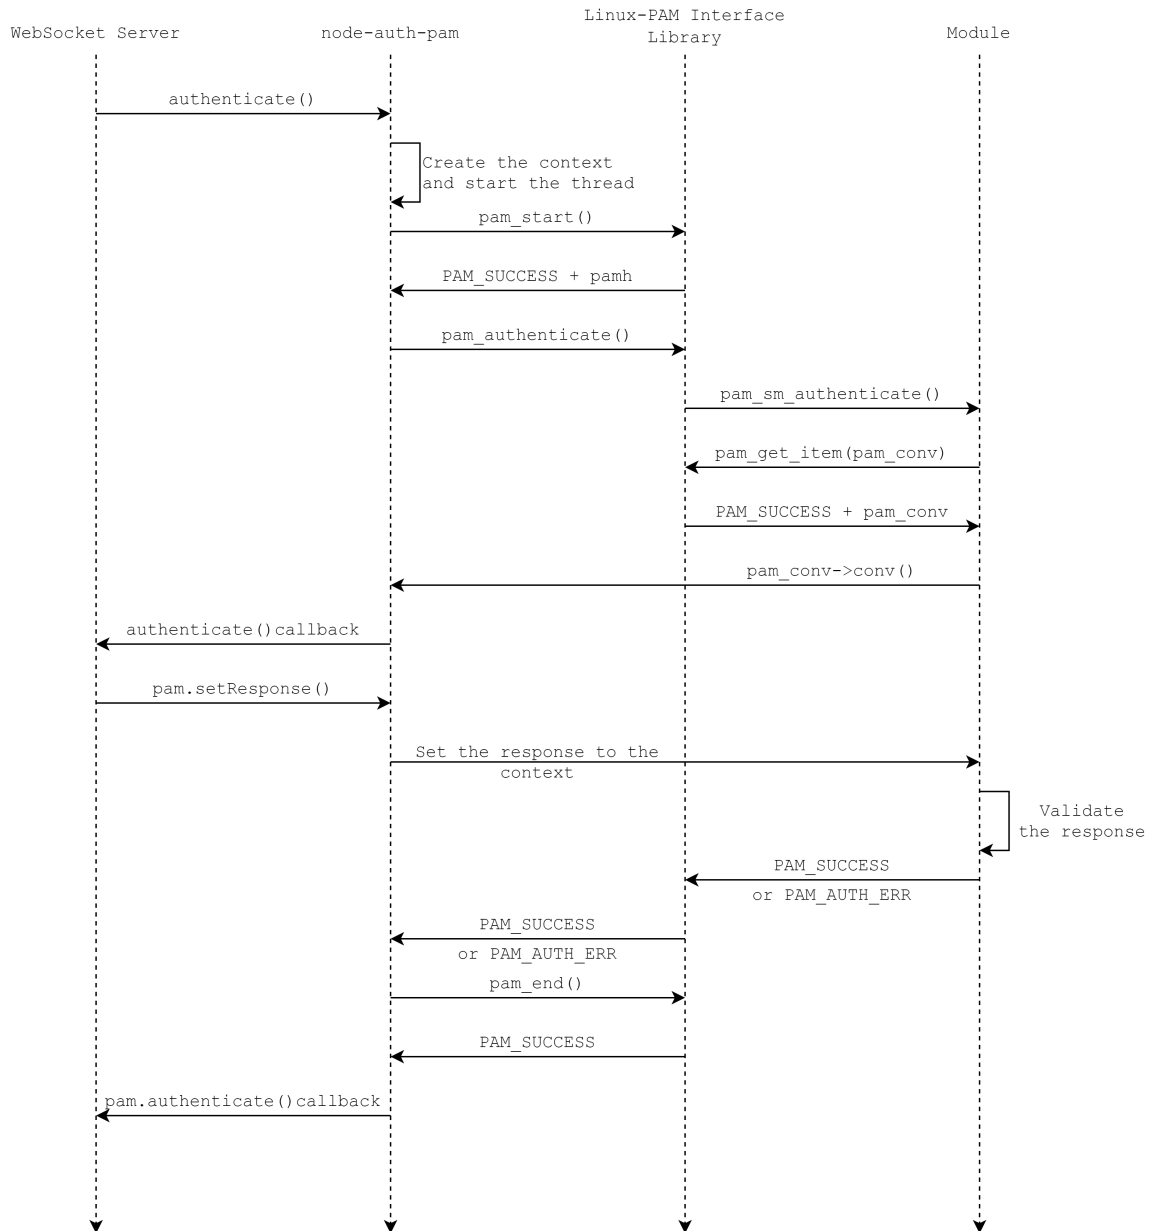 WebSocket Server
node-auth-pam
Linux-PAM Interface
Library
Module
authenticate()
Create the context
and start the thread
pam_start()
PAM_SUCCESS + pamh
pam_authenticate()
pam_sm_authenticate()
pam_get_item(pam_conv)
PAM_SUCCESS + pam_conv
pam_conv->conv()
authenticate()callback
pam.setResponse()
Set the response to the
context
Validate
the response
PAM_SUCCESS
or PAM_AUTH_ERR
PAM_SUCCESS
or PAM_AUTH_ERR
pam_end()
PAM_SUCCESS
pam.authenticate()callback